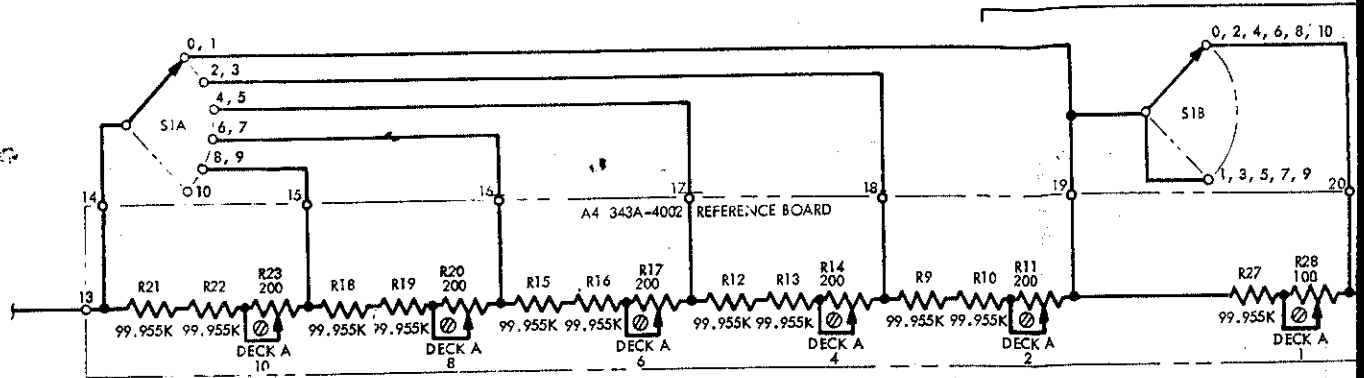 0, 1
2, 3
4, 5
6, 7
8, 9
10
S1A
0, 2, 4, 6, 8, 10
S1B
1, 3, 5, 7, 9
14
15
16
17
18
19
20
A4 343A-4002 REFERENCE BOARD
13
R21
R22
R23
200
R18
R19
R20
200
R15
R16
R17
200
R12
R13
R14
200
R9
R10
R11
200
R27
R28
100
99.955K
99.955K
99.955K
99.955K
99.955K
99.955K
99.955K
99.955K
99.955K
99.955K
99.955K
DECK A
10
DECK A
8
DECK A
6
DECK A
4
DECK A
2
DECK A
1